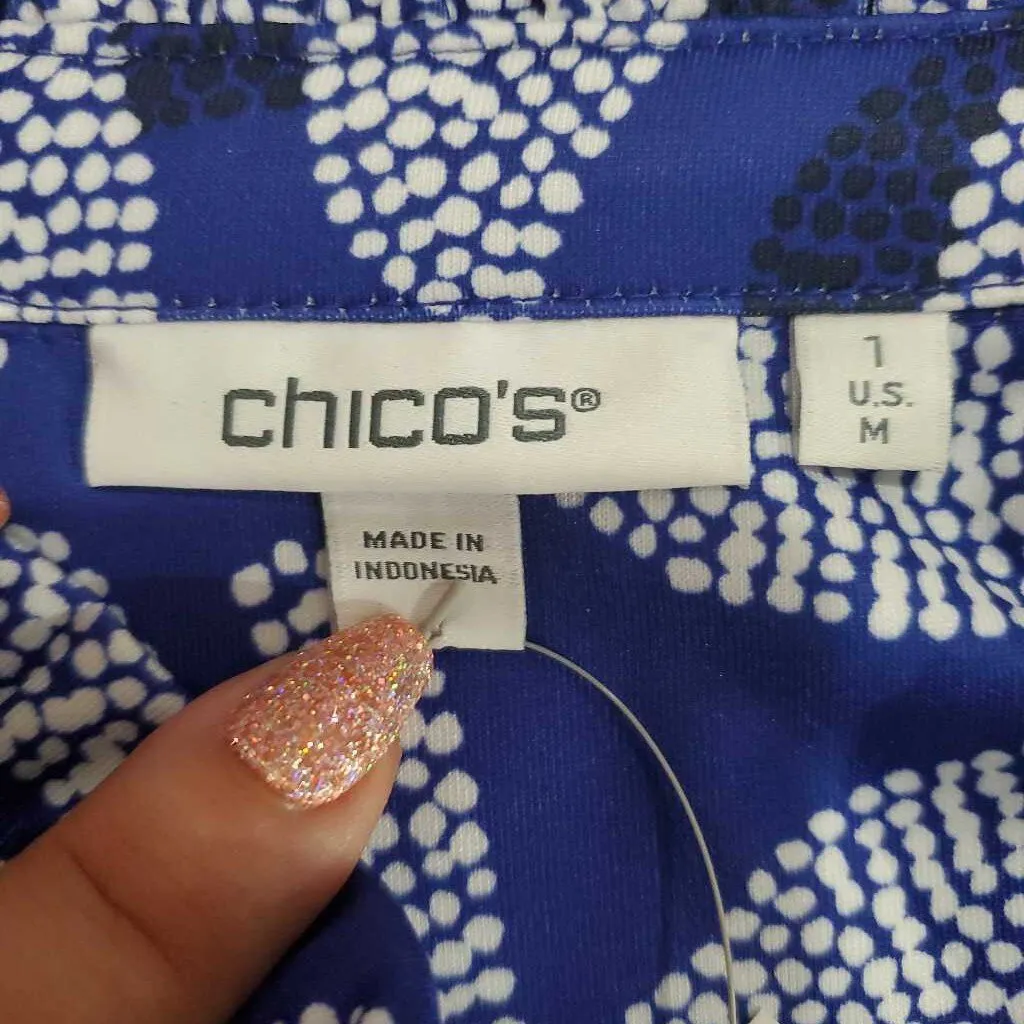 chico's®
1
U.S.
M
MADE IN
INDONESIA